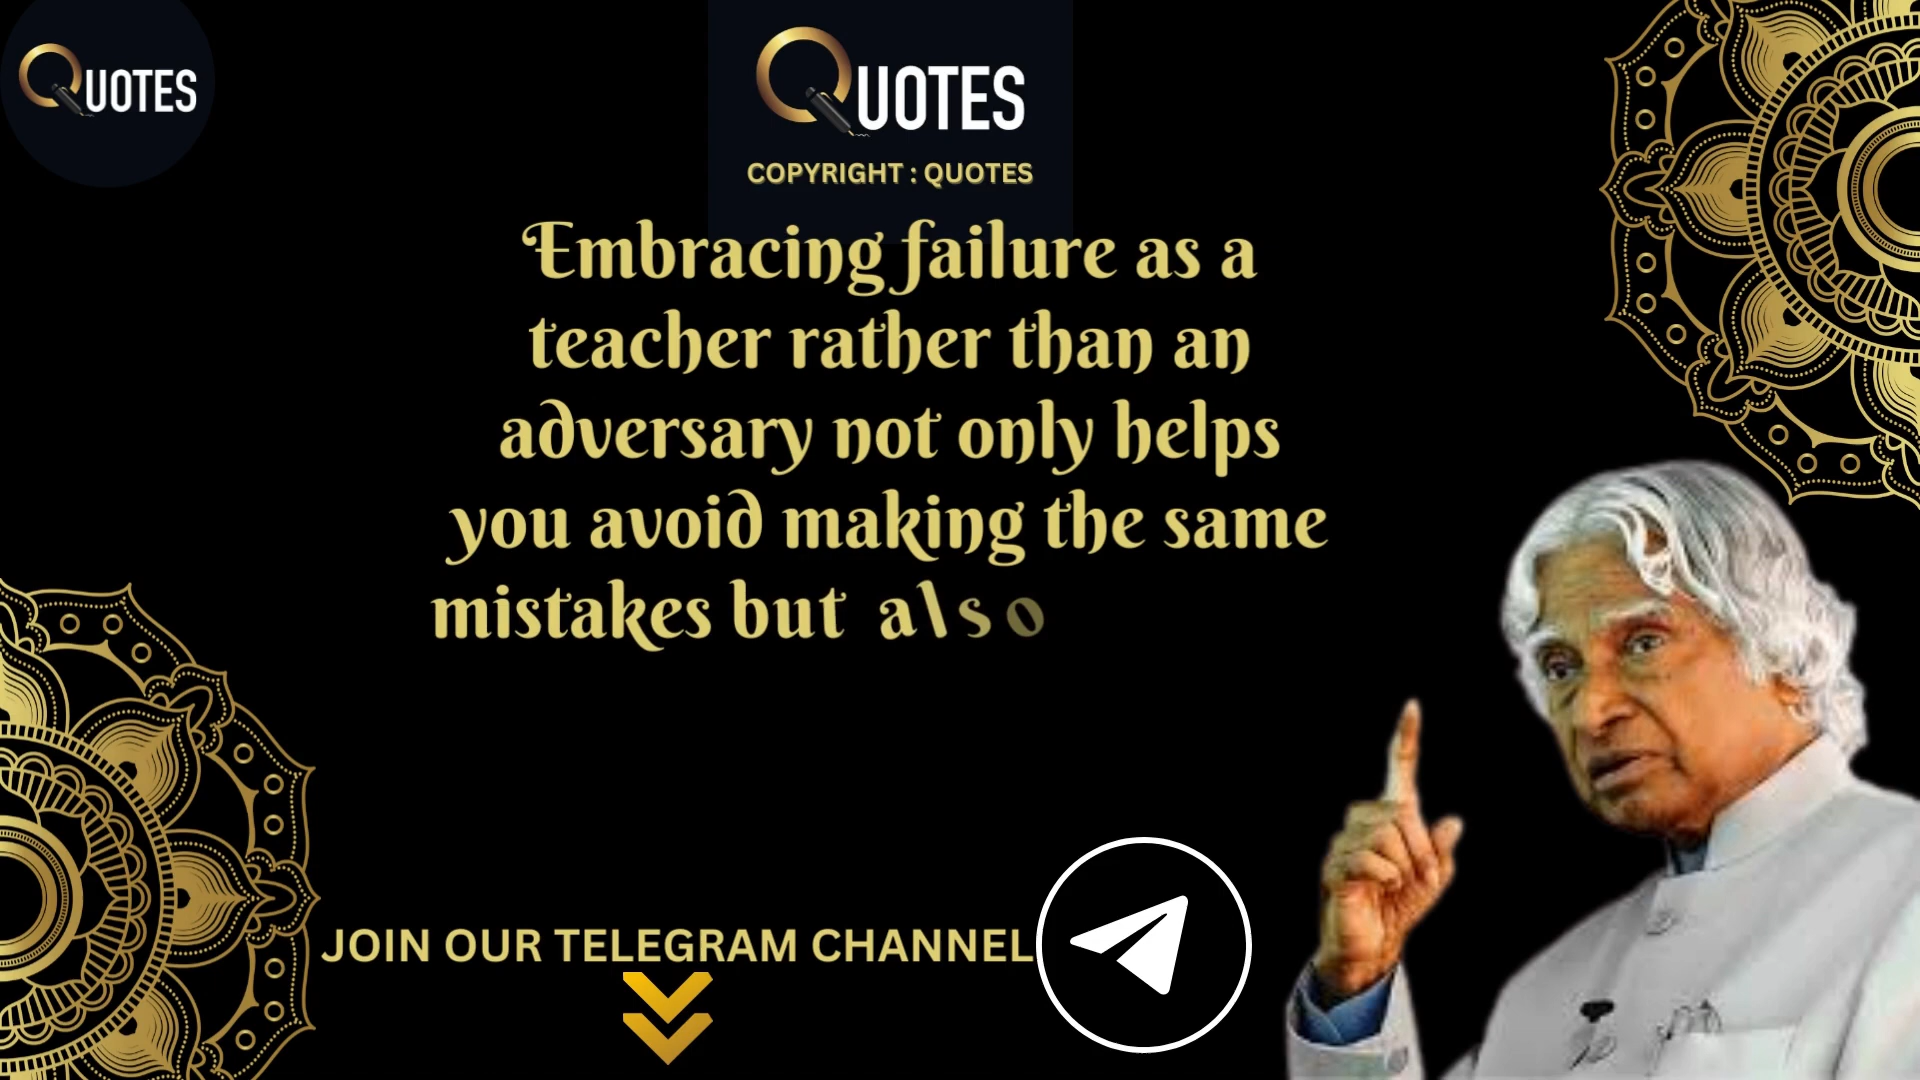 QUOTES
QUOTES
COPYRIGHT : QUOTES
Embracing failure as a
teacher rather than an
adversary not only helps
you avoid making the same
mistakes but also
JOIN OUR TELEGRAM CHANNEL